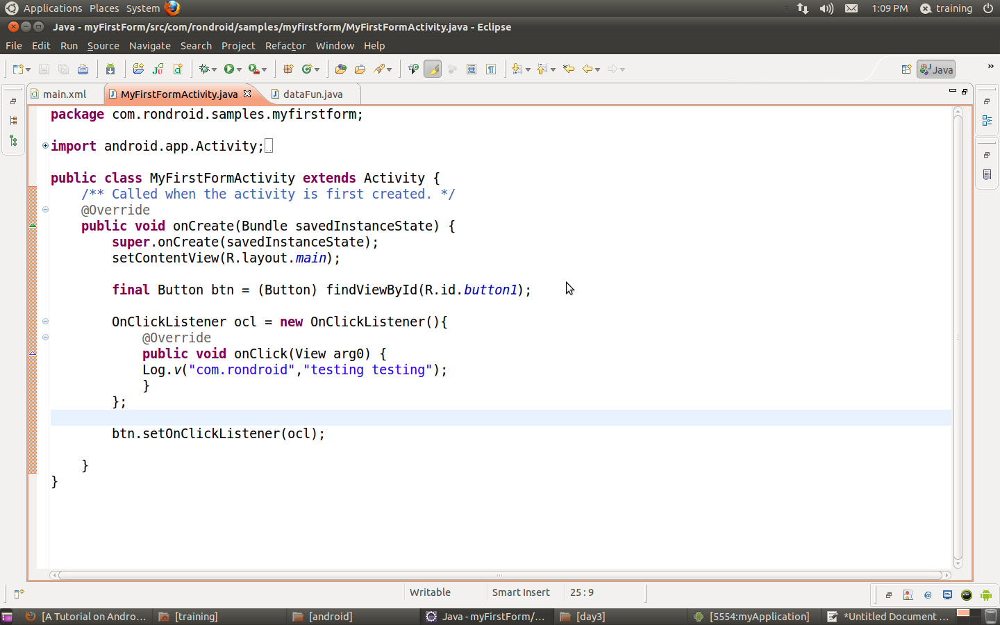 Applications Places System
1:09 PM training
Java - myFirstForm/src/com/rondroid/samples/myfirstform/MyFirstFormActivity.java - Eclipse
File Edit Run Source Navigate Search Project Refactor Window Help
Java
main.xml MyFirstFormActivity.java dataFun.java
package com.rondroid.samples.myfirstform;
import android.app.Activity;
public class MyFirstFormActivity extends Activity {
/** Called when the activity is first created. */
@Override
public void onCreate(Bundle savedInstanceState) {
super.onCreate(savedInstanceState);
setContentView(R.layout.main);
final Button btn = (Button) findViewById(R.id.button1);
OnClickListener ocl = new OnClickListener(){
@Override
public void onClick(View arg0) {
Log.v("com.rondroid","testing testing");
}
};
btn.setOnClickListener(ocl);
}
}
Writable Smart Insert 25 : 9
[A Tutorial on Andro... [training] [android] Java - myFirstForm/... [day3] [5554:myApplication] *Untitled Document ...